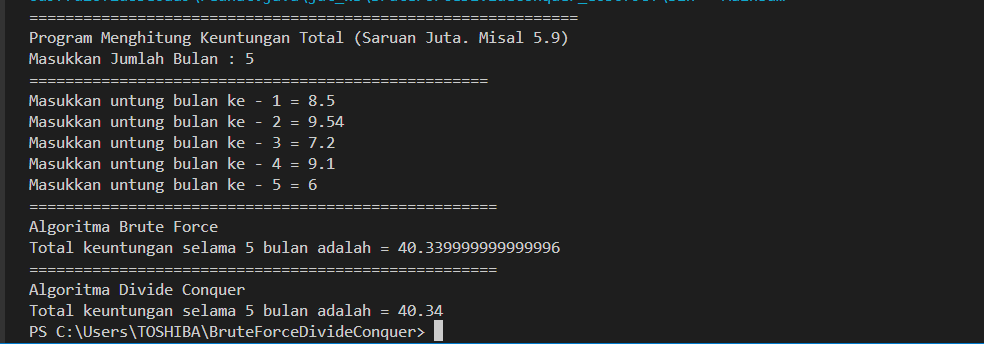 ============================================================
Program Menghitung Keuntungan Total (Saruan Juta. Misal 5.9)
Masukkan Jumlah Bulan : 5
===================================================
Masukkan untung bulan ke - 1 = 8.5
Masukkan untung bulan ke - 2 = 9.54
Masukkan untung bulan ke - 3 = 7.2
Masukkan untung bulan ke - 4 = 9.1
Masukkan untung bulan ke - 5 = 6
====================================================
Algoritma Brute Force
Total keuntungan selama 5 bulan adalah = 40.339999999999996
====================================================
Algoritma Divide Conquer
Total keuntungan selama 5 bulan adalah = 40.34
PS C:\Users\TOSHIBA\BruteForceDivideConquer>